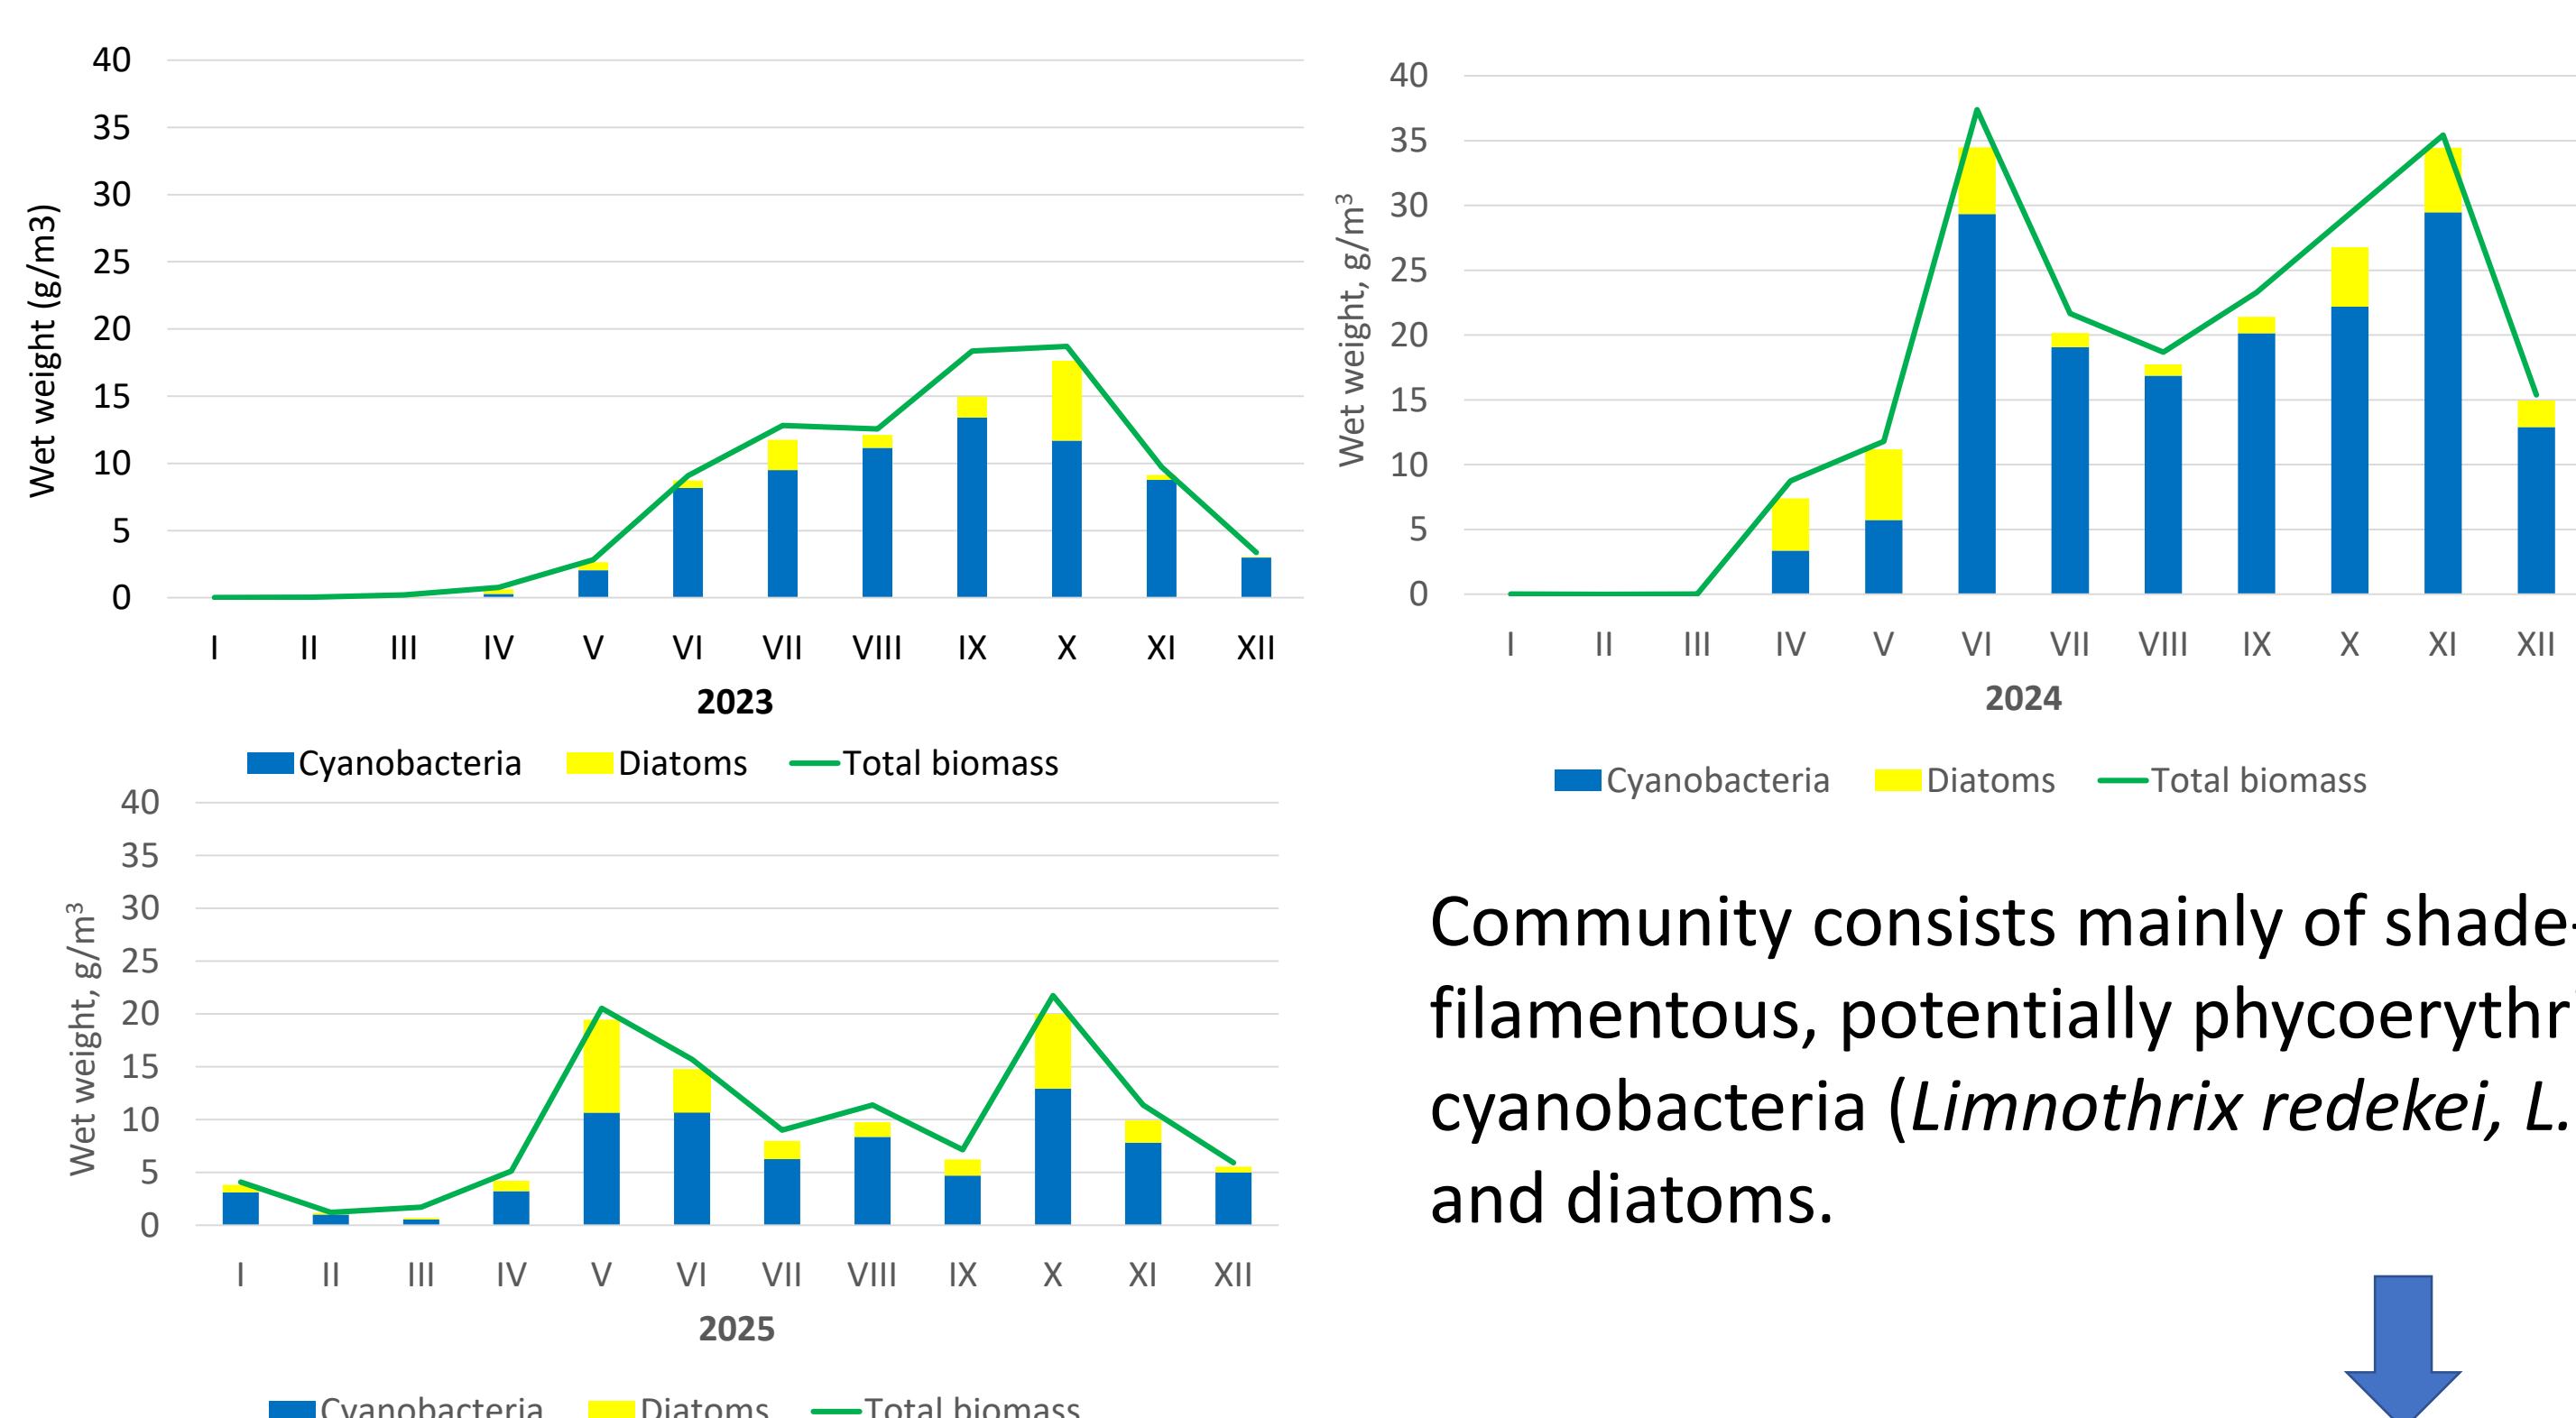 40
35
30
25
20
15
10
5
0
Wet weight (g/m3)
I II III IV V VI VII VIII IX X XI XII
2023
Cyanobacteria Diatoms Total biomass
40
35
30
25
20
15
10
5
0
Wet weight, g/m³
I II III IV V VI VII VIII IX X XI XII
2024
Cyanobacteria Diatoms Total biomass
40
35
30
25
20
15
10
5
0
Wet weight, g/m³
I II III IV V VI VII VIII IX X XI XII
2025
Cyanobacteria Diatoms Total biomass
Community consists mainly of shade-
filamentous, potentially
cyanobacteria (Limnothrix redekei, L.
and diatoms.